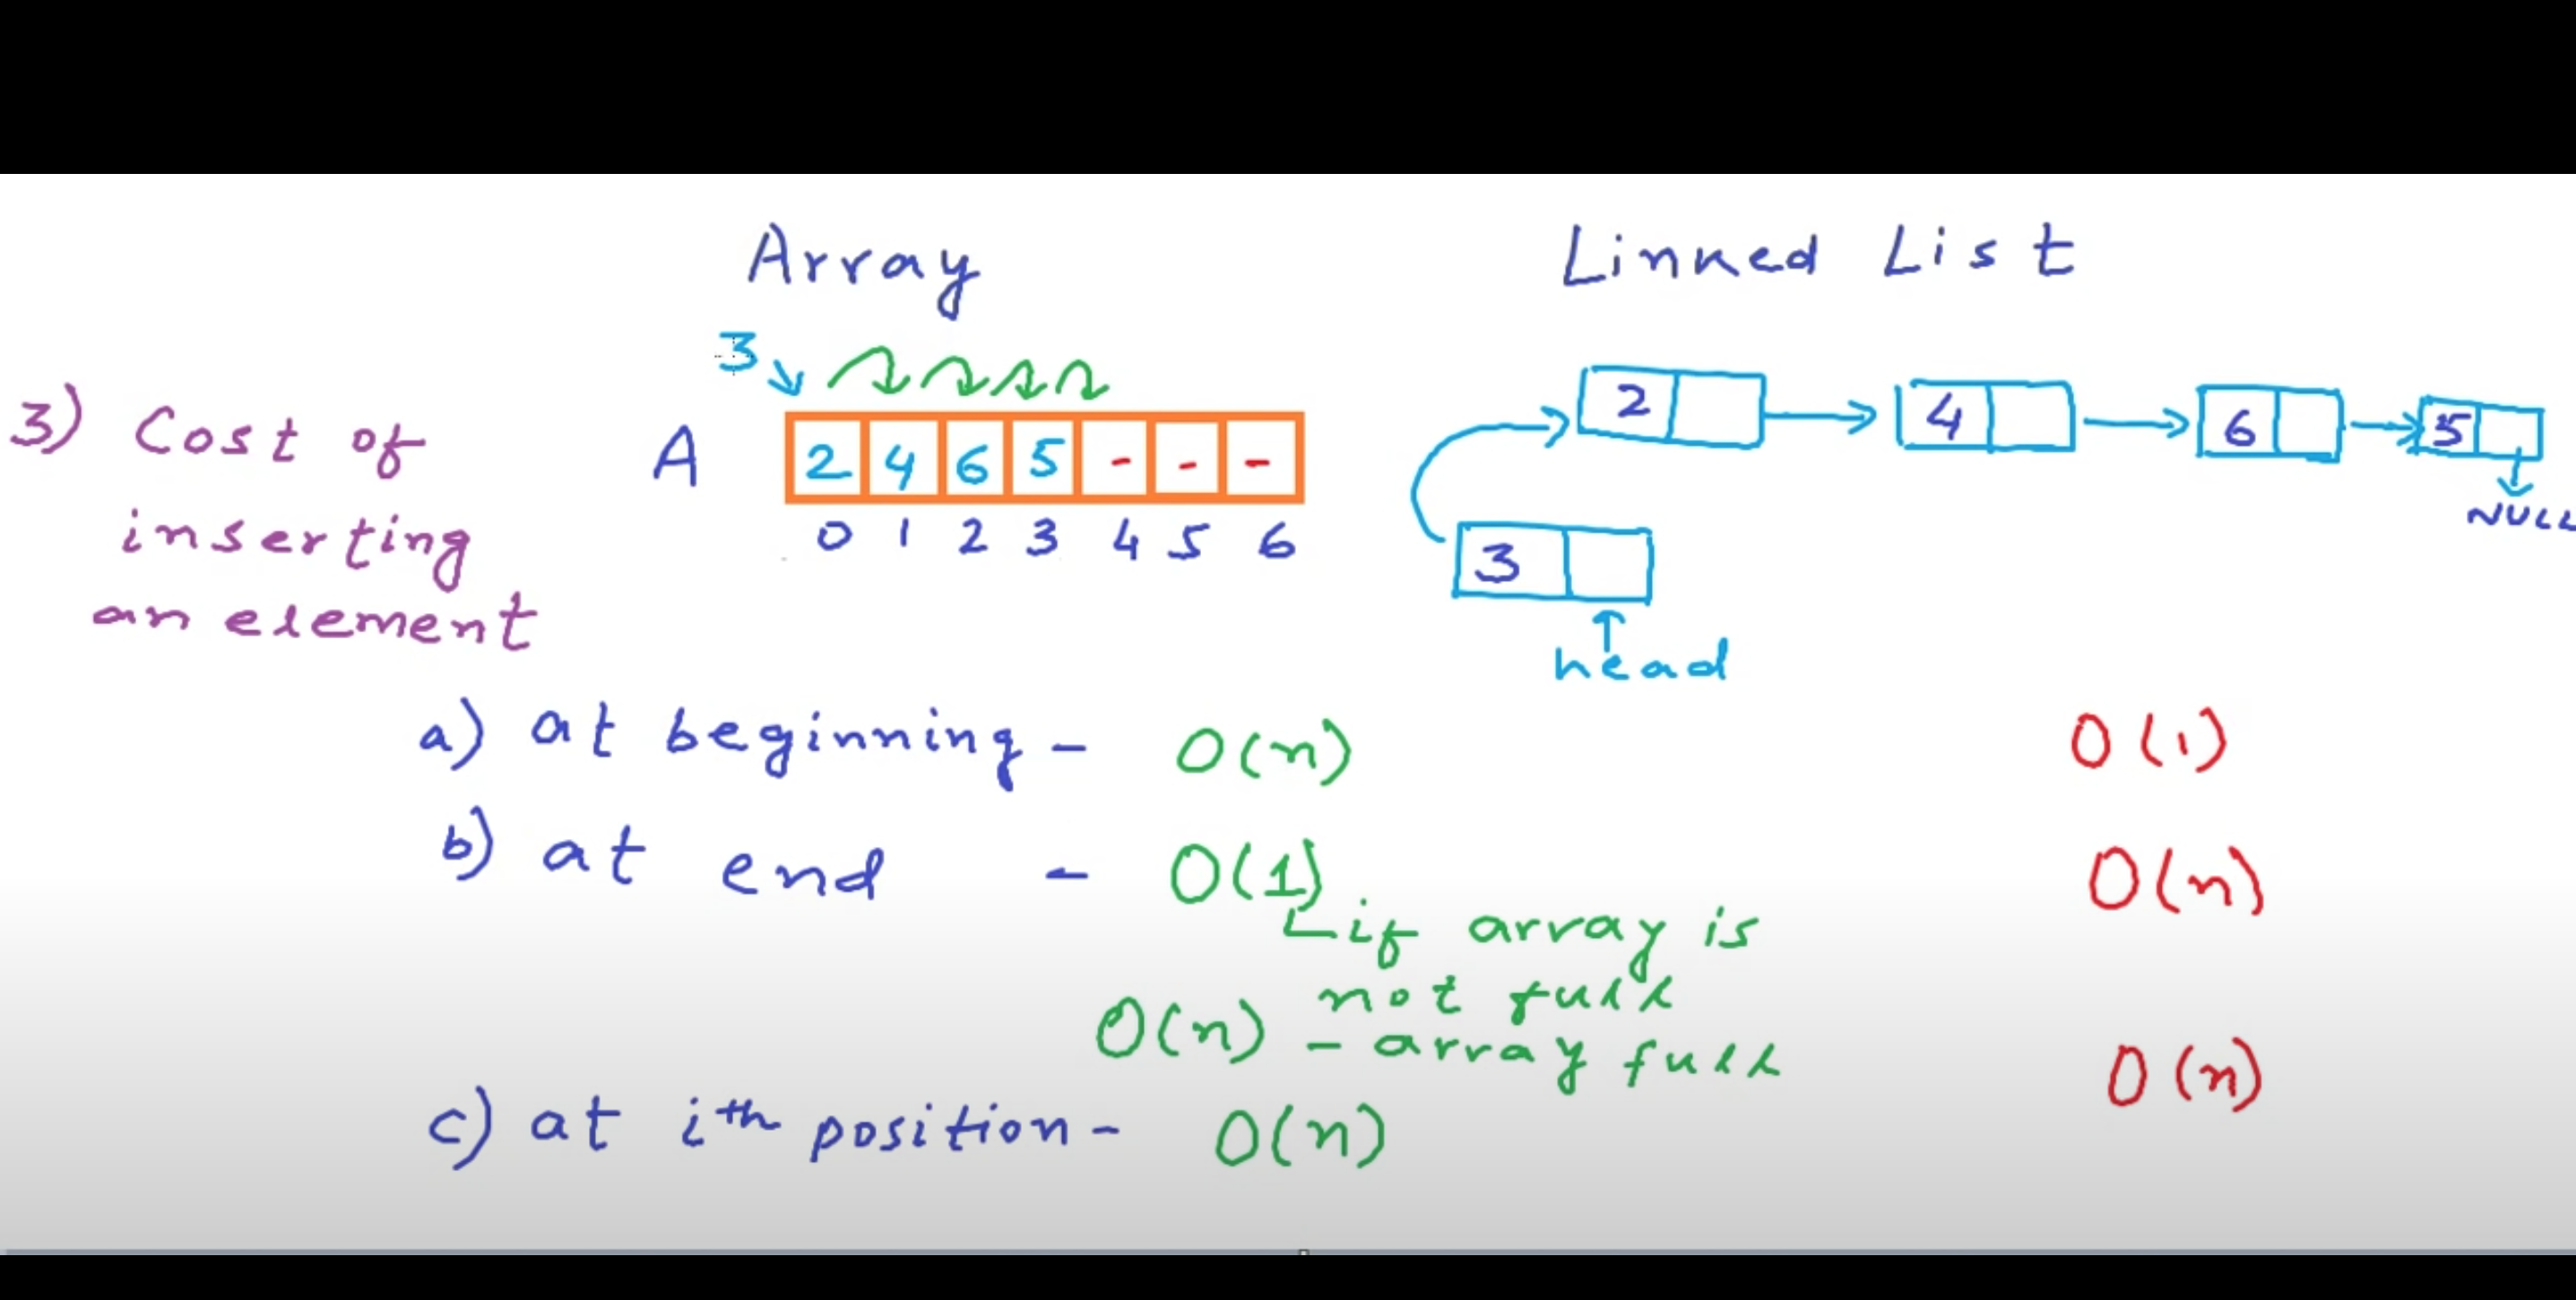 Array Linked List
3
3) Cost of
inserting
an element
A 2 4 6 5 - - -
0 1 2 3 4 5 6
2 4 6 5
NULL
3
head
a) at beginning - O(n) O(1)
b) at end - O(1) O(n)
if array is
not full
O(n) - array full
c) at ith position - O(n) O(n)